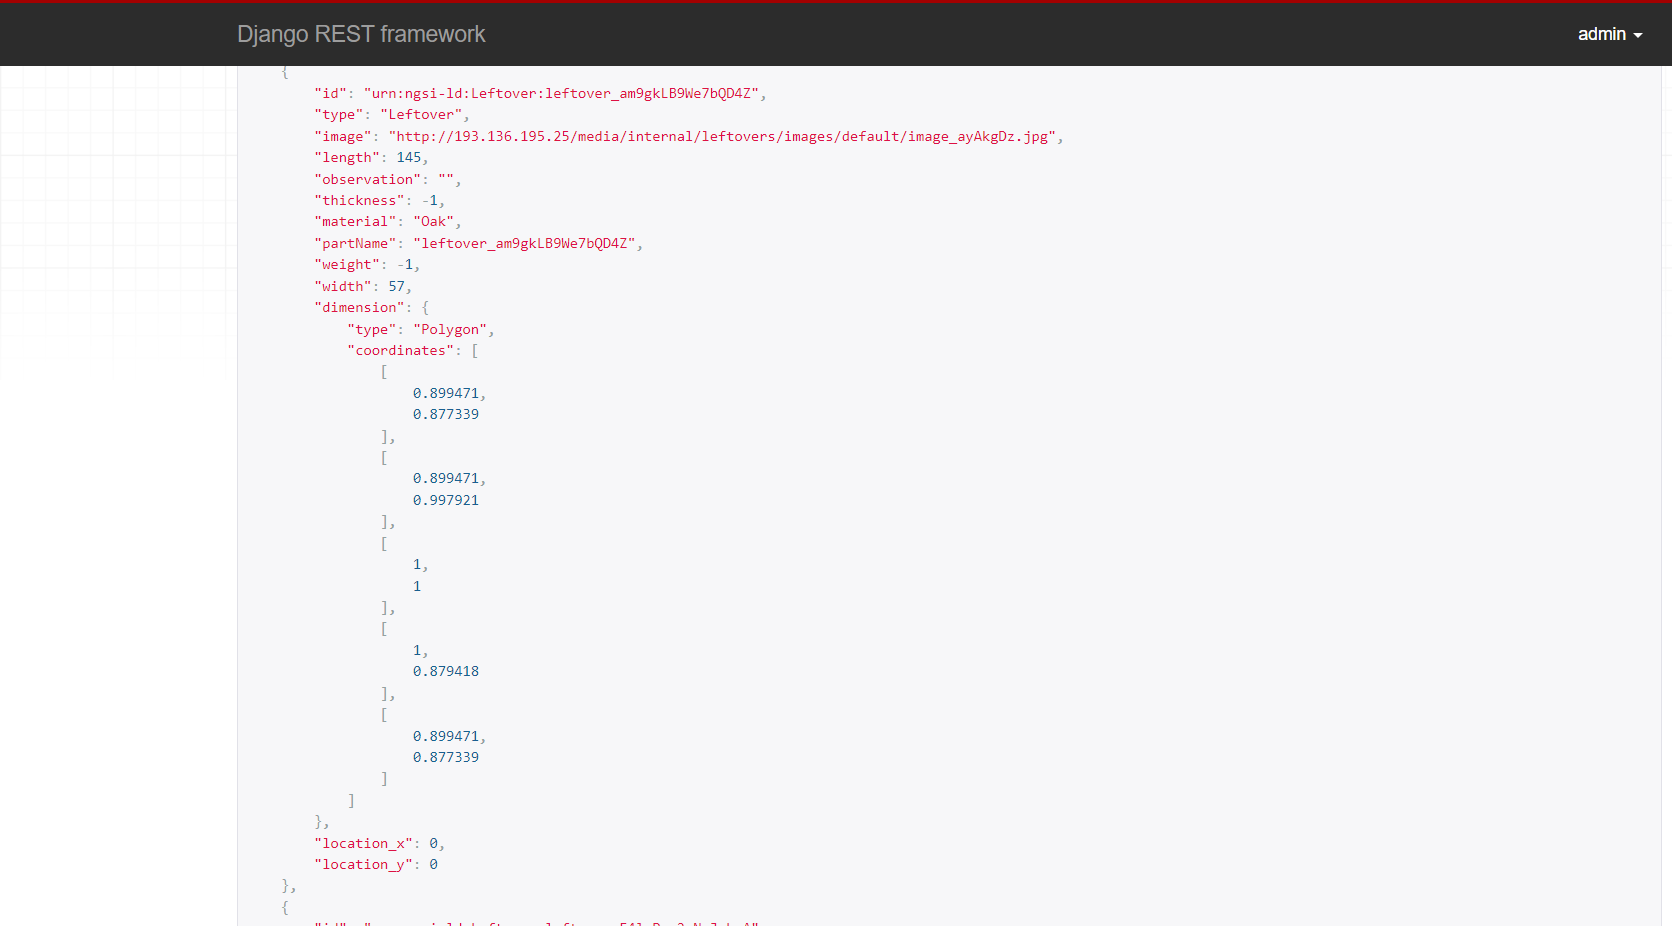 Django REST framework
admin
{
"id": "urn:ngsi-ld:Leftover:leftover_am9gkLB9We7bQD4Z",
"type": "Leftover",
"image": "http://193.136.195.25/media/internal/leftovers/images/default/image_ayAkgDz.jpg",
"length": 145,
"observation": "",
"thickness": -1,
"material": "Oak",
"partName": "leftover_am9gkLB9We7bQD4Z",
"weight": -1,
"width": 57,
"dimension": {
"type": "Polygon",
"coordinates": [
[
0.899471,
0.877339
],
[
0.899471,
0.997921
],
[
1,
1
],
[
1,
0.879418
],
[
0.899471,
0.877339
]
]
},
"location_x": 0,
"location_y": 0
},
{